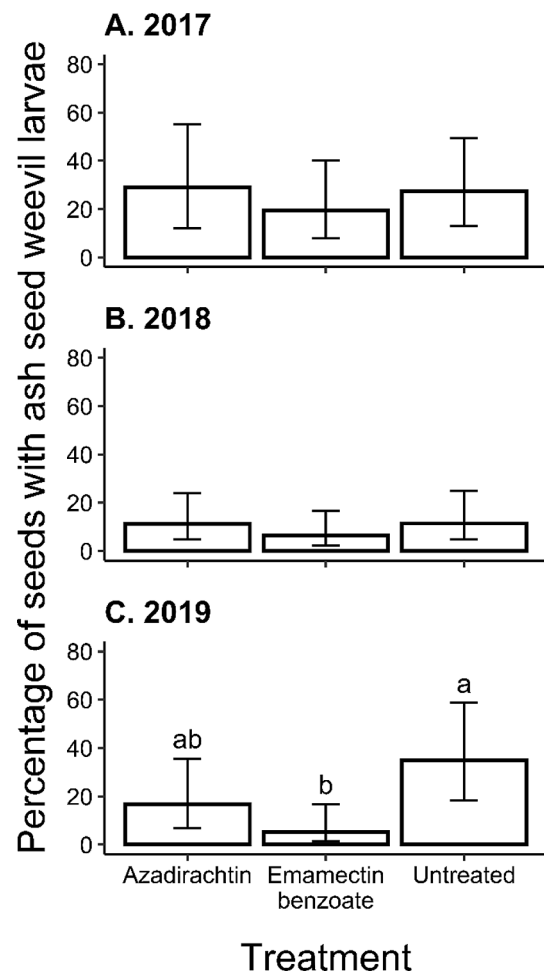 Percentage of seeds with ash seed weevil larvae
A. 2017
80
60
40
20
0
B. 2018
80
60
40
20
0
C. 2019
80
60
40
20
0
ab
b
a
Azadirachtin
Emamectin
benzoate
Untreated
Treatment